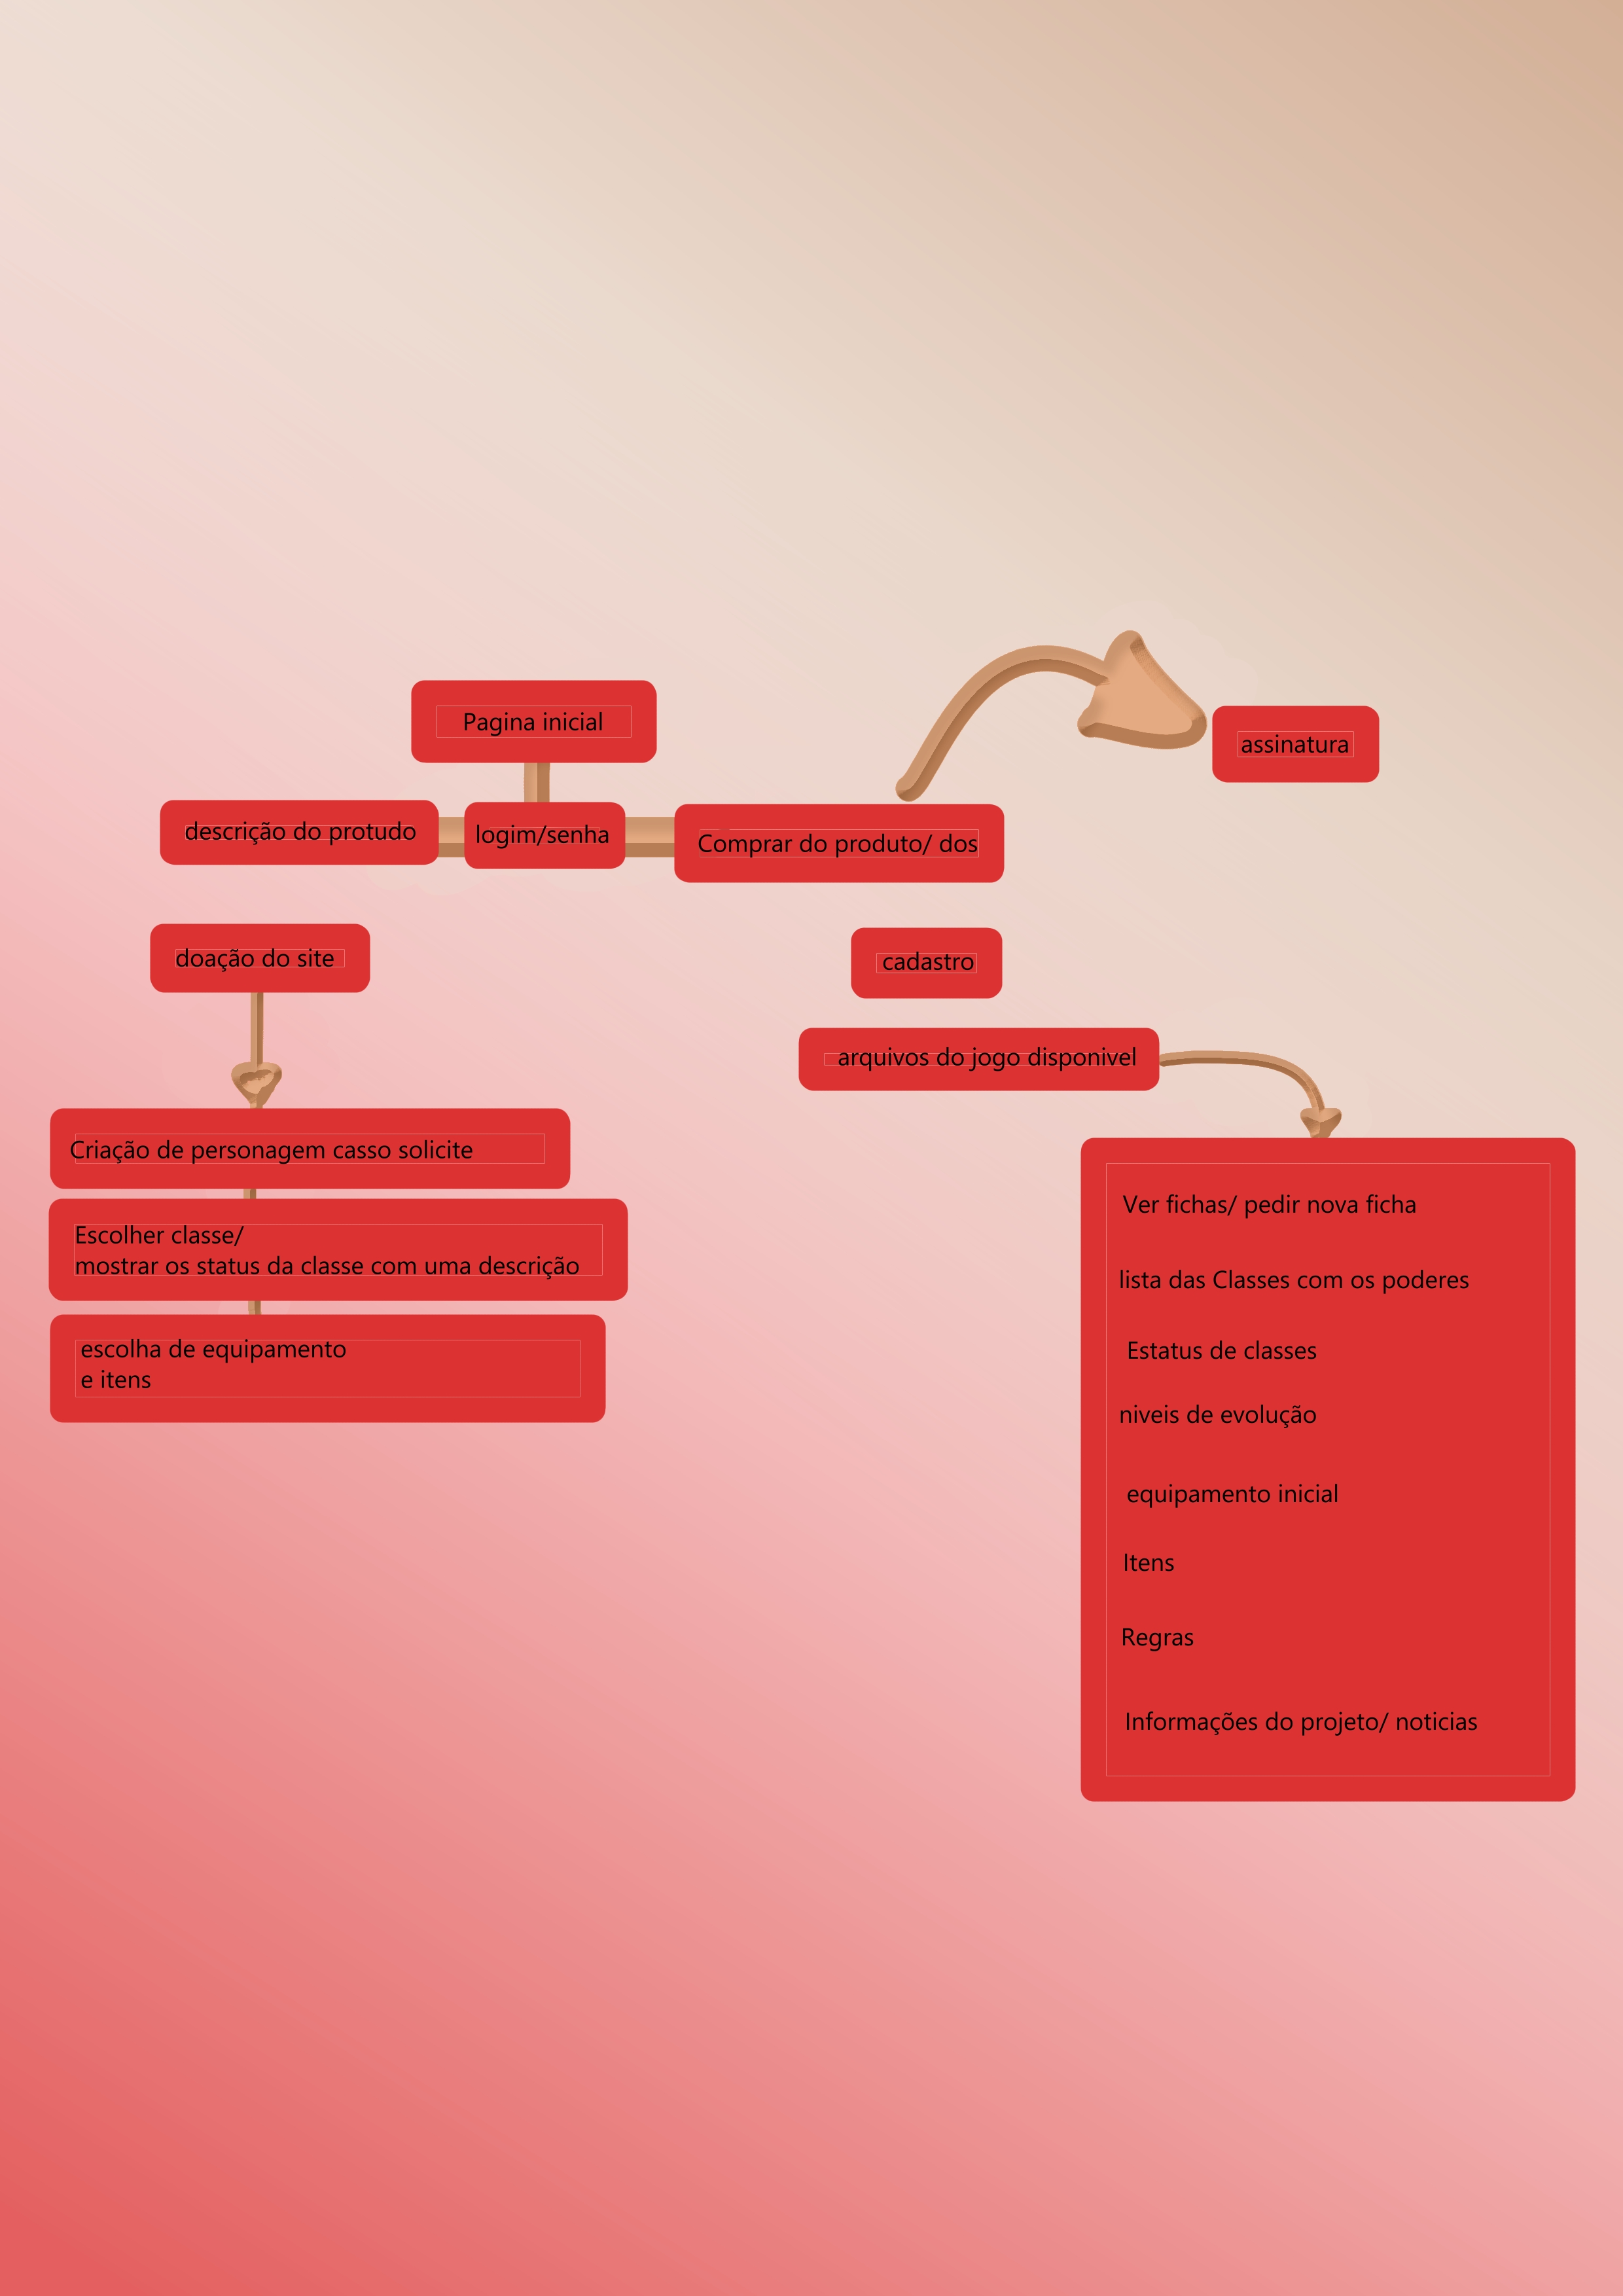 Pagina inicial
assinatura
descrição do protudo
logim/senha
Comprar do produto/ dos
doação do site
cadastro
arquivos do jogo disponivel
Criação de personagem casso solicite
Escolher classe/
mostrar os status da classe com uma descrição
escolha de equipamento
e itens
Ver fichas/ pedir nova ficha
lista das Classes com os poderes
Estatus de classes
niveis de evolução
equipamento inicial
Itens
Regras
Informações do projeto/ noticias